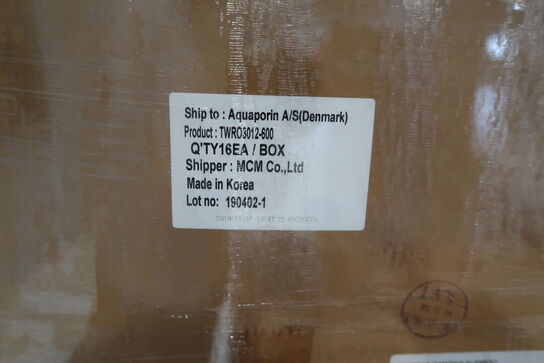 Ship to : Aquaporin A/S(Denmark)
Product : TWRO3012-600
Q'TY16EA / BOX
Shipper : MCM Co.,Ltd
Made in Korea
Lot no: 190402-1